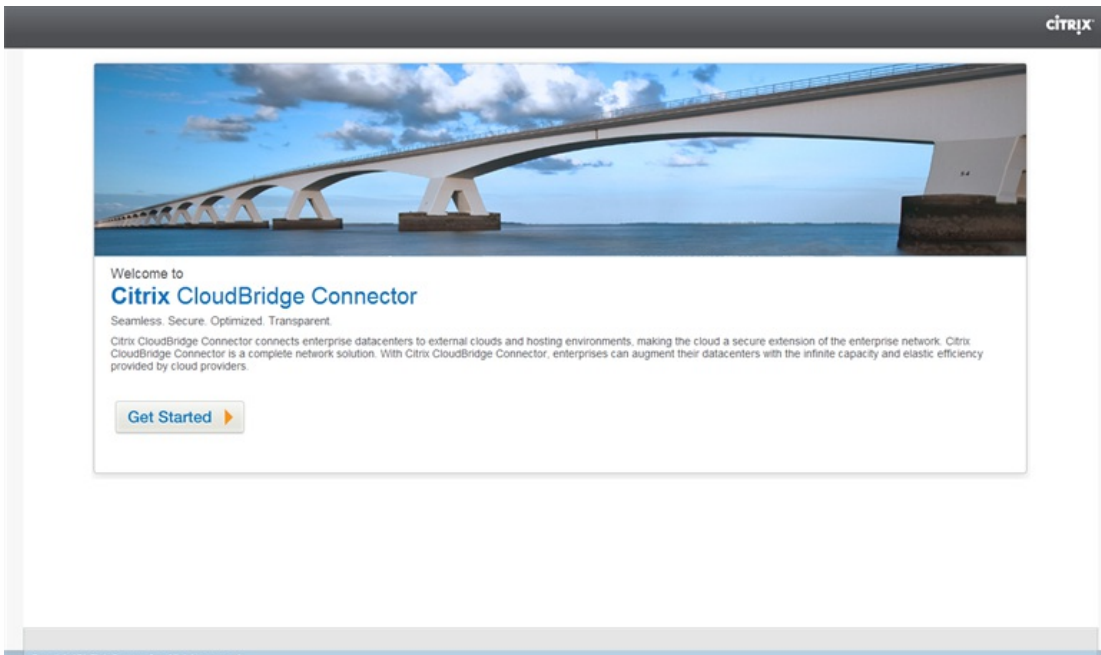 CİTRIX
Welcome to
Citrix CloudBridge Connector
Seamless. Secure. Optimized. Transparent.
Citrix CloudBridge Connector connects enterprise datacenters to external clouds and hosting environments, making the cloud a secure extension of the enterprise network. Citrix
CloudBridge Connector is a complete network solution. With Citrix CloudBridge Connector, enterprises can augment their datacenters with the infinite capacity and elastic efficiency
provided by cloud providers.
Get Started